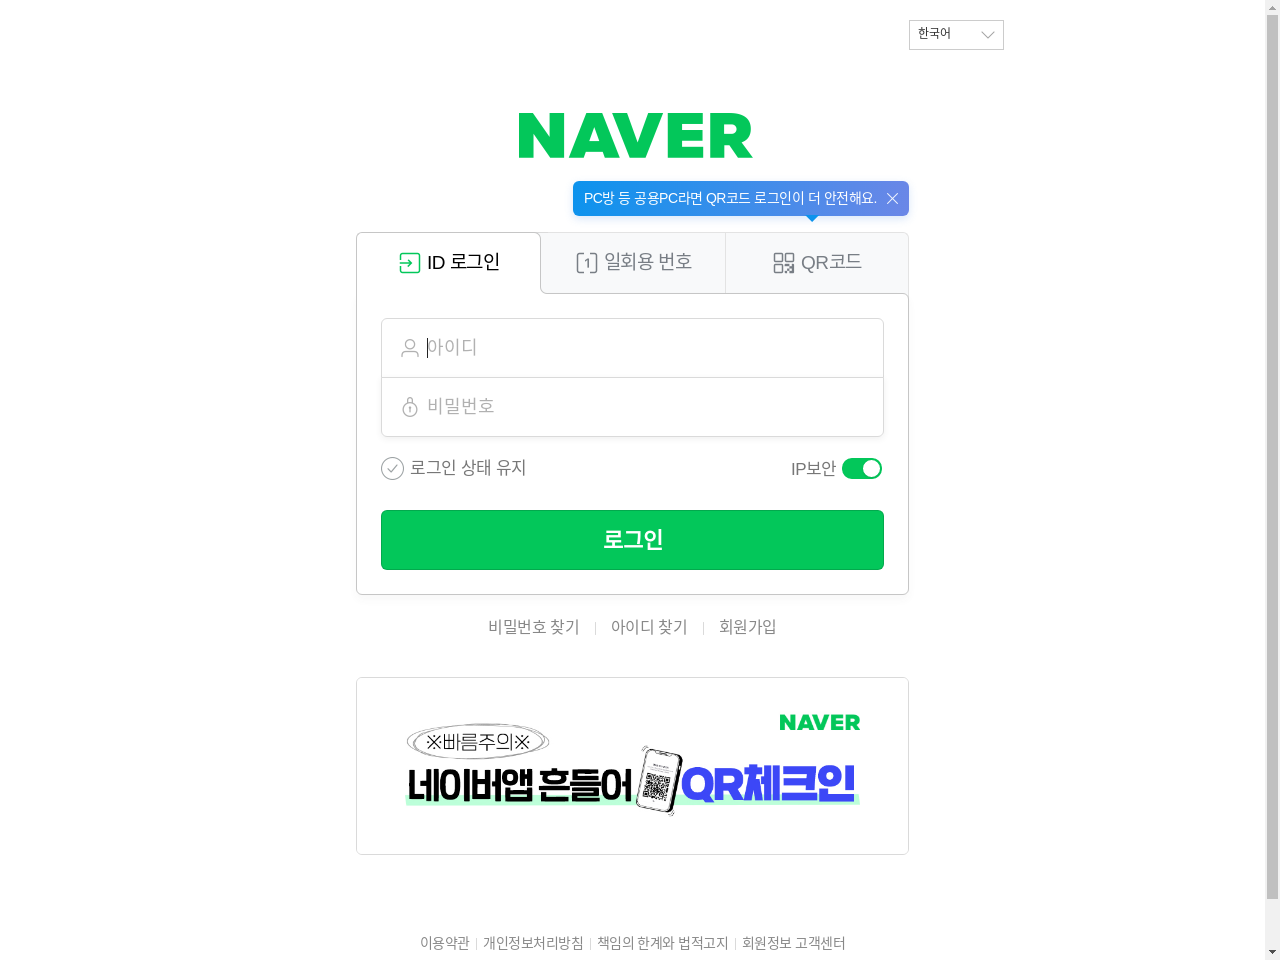 한국어
NAVER
PC방 등 공용PC라면 QR코드 로그인이 더 안전해요.
ID 로그인
일회용 번호
QR코드
아이디
비밀번호
로그인 상태 유지
IP보안
로그인
비밀번호 찾기
아이디 찾기
회원가입
NAVER
※빠름주의※
네이버앱 흔들어 QR체크인
이용약관
개인정보처리방침
책임의 한계와 법적고지
회원정보 고객센터